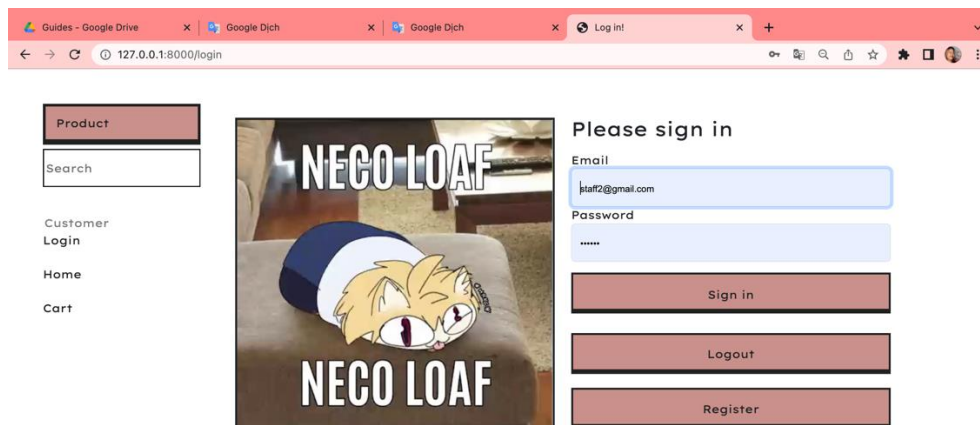 Guides - Google Drive
Google Dịch
Google Dịch
Log in!
127.0.0.1:8000/login
Product
Search
Customer
Login
Home
Cart
NECO LOAF
NECO LOAF
Please sign in
Email
staff2@gmail.com
Password
••••••
Sign in
Logout
Register